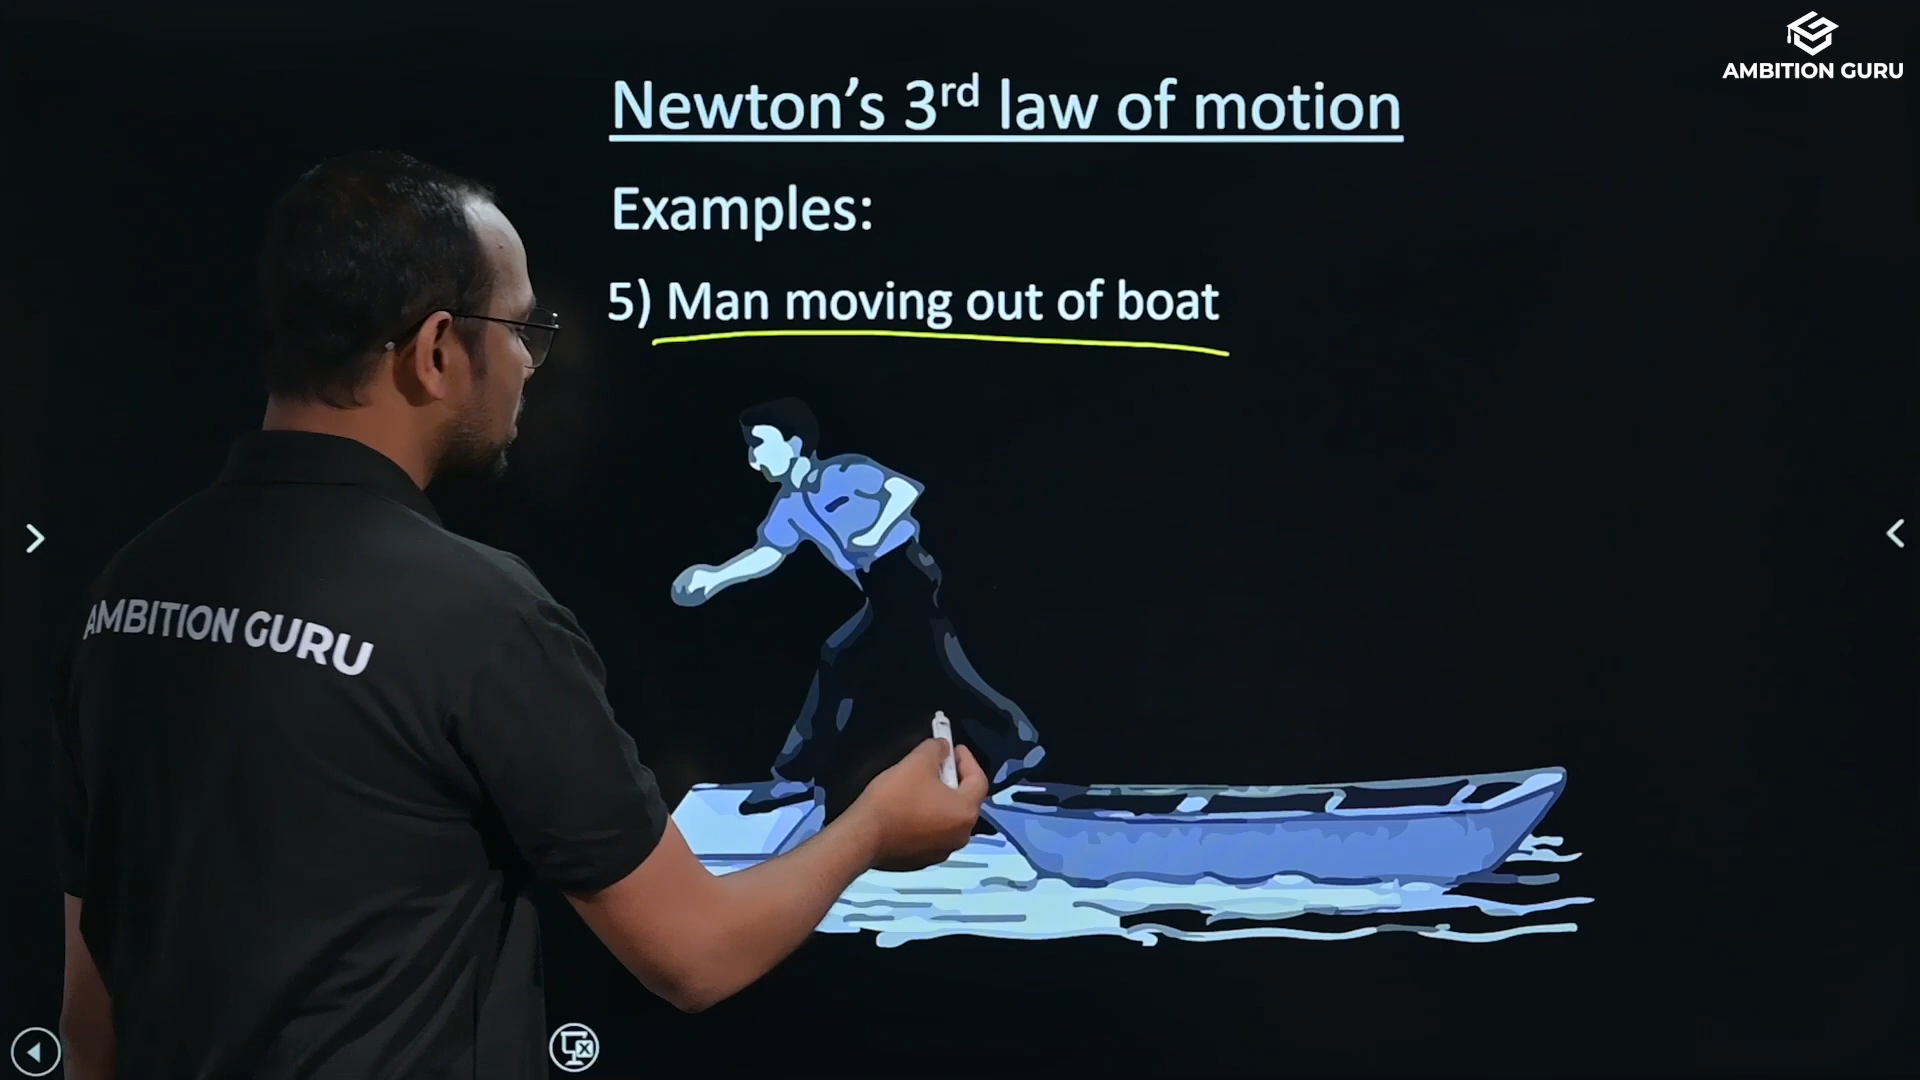 AMBITION GURU
Newton’s 3rd law of motion
Examples:
5) Man moving out of boat
AMBITION GURU